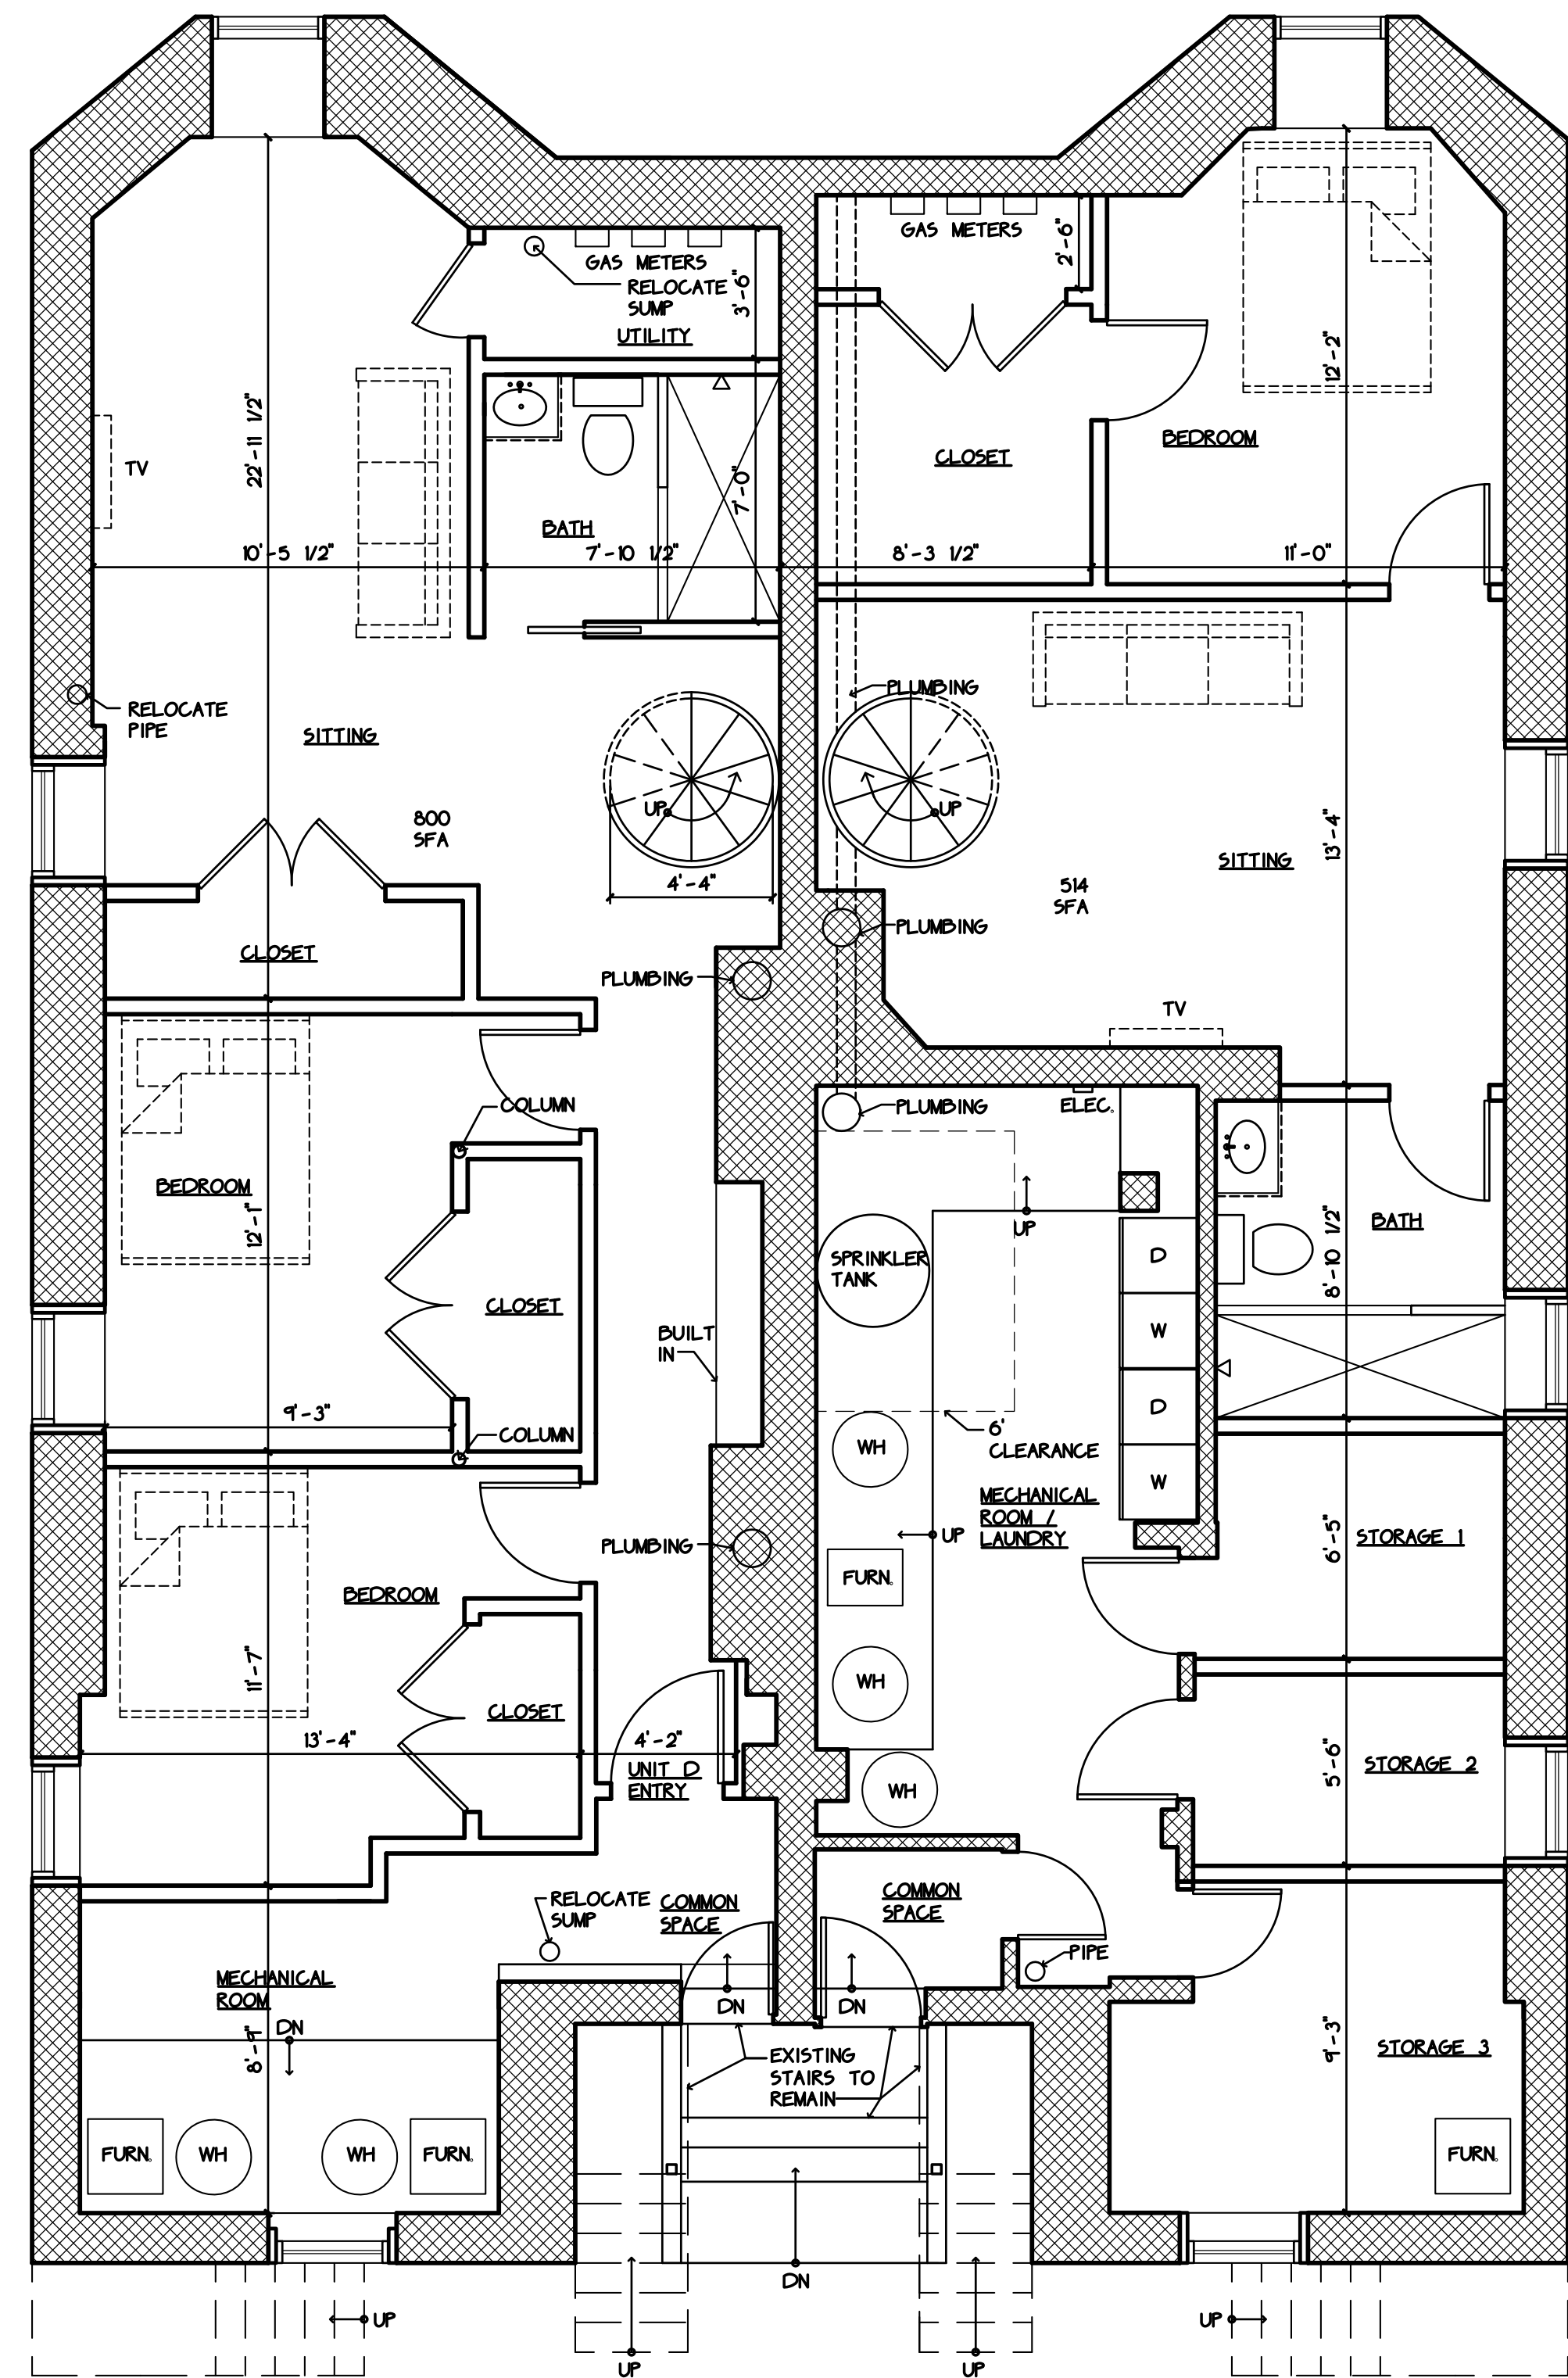 GAS METERS
2'-6"
GAS METERS
RELOCATE
SUMP
3'-6"
UTILITY
12'-2"
22'-11 1/2"
TV
BEDROOM
CLOSET
7'-0"
BATH
10'-5 1/2"
7'-10 1/2"
8'-3 1/2"
11'-0"
PLUMBING
RELOCATE
PIPE
SITTING
UP
UP
800
SFA
13'-4"
SITTING
4'-4"
514
SFA
PLUMBING
CLOSET
PLUMBING
TV
COLUMN
PLUMBING
ELEC.
BEDROOM
12'-1"
UP
BATH
8'-10 1/2"
SPRINKLER
TANK
D
CLOSET
BUILT
IN
W
9'-3"
COLUMN
D
6'
CLEARANCE
WH
W
MECHANICAL
ROOM /
LAUNDRY
UP
6'-5"
STORAGE 1
PLUMBING
FURN.
BEDROOM
11'-7"
WH
CLOSET
13'-4"
4'-2"
UNIT D
ENTRY
WH
5'-6"
STORAGE 2
RELOCATE
SUMP
COMMON
SPACE
COMMON
SPACE
PIPE
MECHANICAL
ROOM
DN
DN
DN
8'-9"
9'-3"
STORAGE 3
EXISTING
STAIRS TO
REMAIN
FURN.
WH
WH
FURN.
FURN.
DN
UP
UP
UP
UP